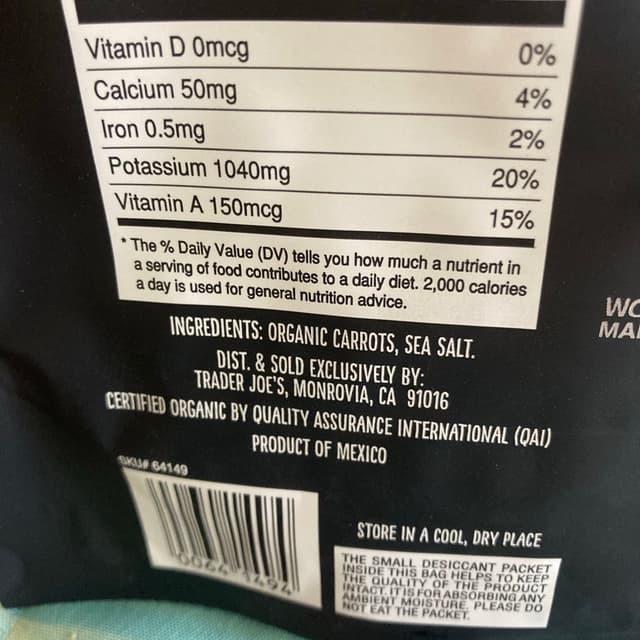 Vitamin D 0mcg 0%
Calcium 50mg 4%
Iron 0.5mg 2%
Potassium 1040mg 20%
Vitamin A 150mcg 15%
* The % Daily Value (DV) tells you how much a nutrient in
a serving of food contributes to a daily diet. 2,000 calories
a day is used for general nutrition advice.
INGREDIENTS: ORGANIC CARROTS, SEA SALT.
DIST. & SOLD EXCLUSIVELY BY:
TRADER JOE'S, MONROVIA, CA 91016
CERTIFIED ORGANIC BY QUALITY ASSURANCE INTERNATIONAL (QAI)
PRODUCT OF MEXICO
SKU# 64149
0064 1494
STORE IN A COOL, DRY PLACE
THE SMALL DESICCANT PACKET
INSIDE THIS BAG HELPS TO KEEP
THE QUALITY OF THE PRODUCT
INTACT. IT IS FOR ABSORBING ANY
AMBIENT MOISTURE. PLEASE DO
NOT EAT THE PACKET.